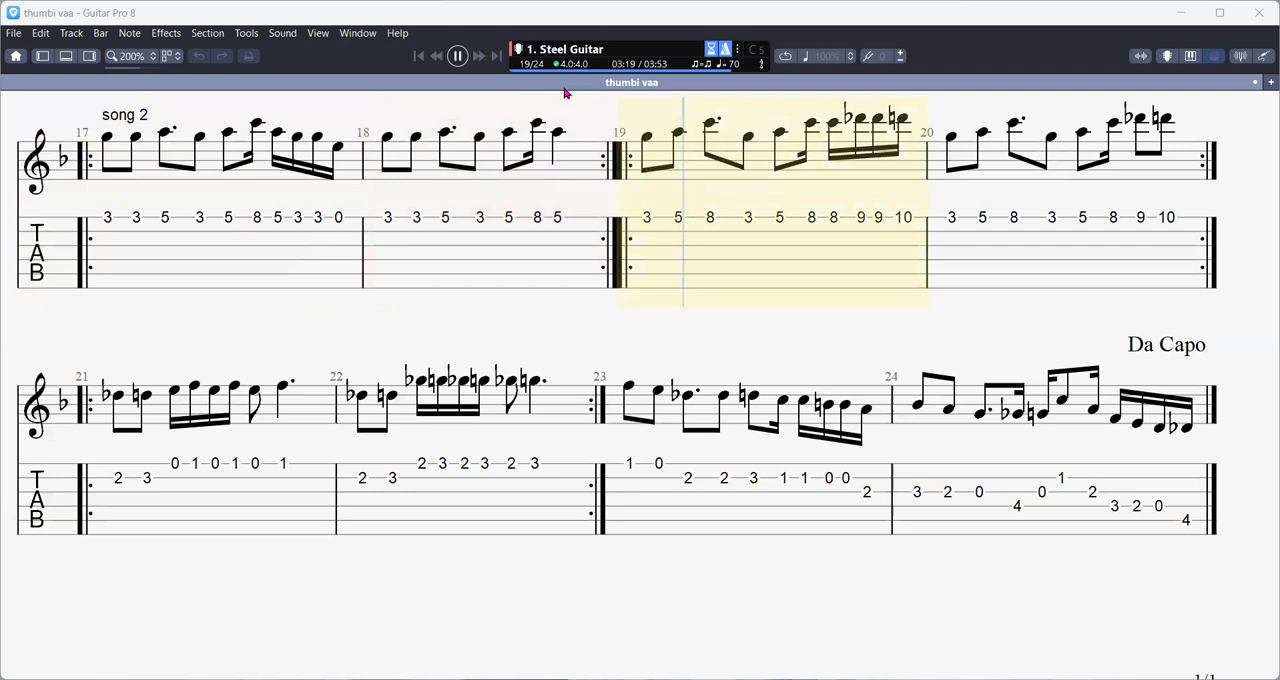 thumbi vaa - Guitar Pro 8
File Edit Track Bar Note Effects Section Tools Sound View Window Help
200% 1. Steel Guitar C 5 100% 0
19/24 4.0:4.0 03:19 / 03:53 ♫=♫ ♩= 70
thumbi vaa
song 2
17 18 19 20
3 3 5 3 5 8 5 3 3 0 3 3 5 3 5 8 5 3 5 8 3 5 8 8 9 9 10 3 5 8 3 5 8 9 10
T
A
B
Da Capo
21 22 23 24
0 1 0 1 0 1 2 3 2 3 2 3 1 0
T 2 3 2 3 2 2 3 1 1 0 0 1
A 2 3 2 0 0 2
4 3 2 0
B 4
1/1